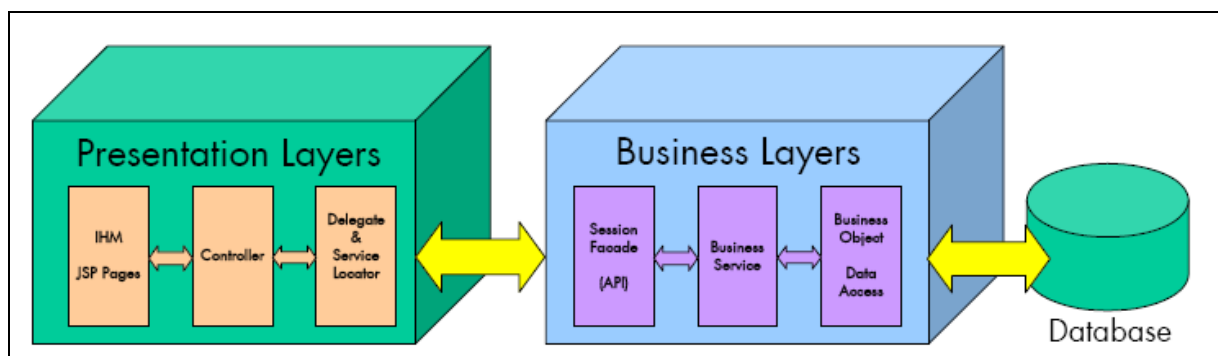 Presentation Layers
IHM
JSP Pages
Controller
Delegate
&
Service
Locator
Business Layers
Session
Facade
(API)
Business
Service
Business
Object
Data
Access
Database